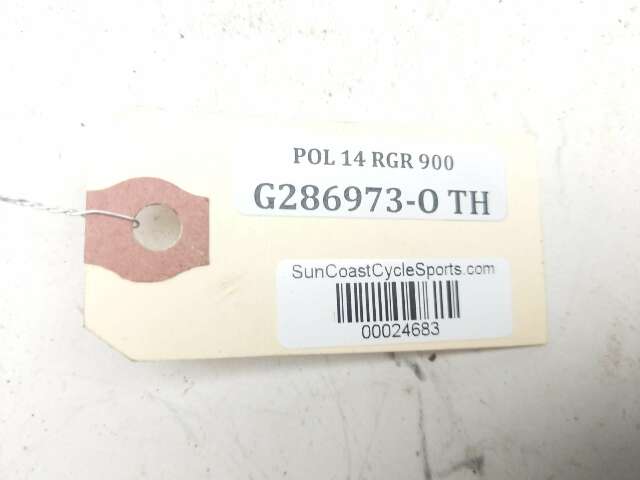 POL 14 RGR 900
G286973-O TH
SunCoastCycleSports.com
00024683